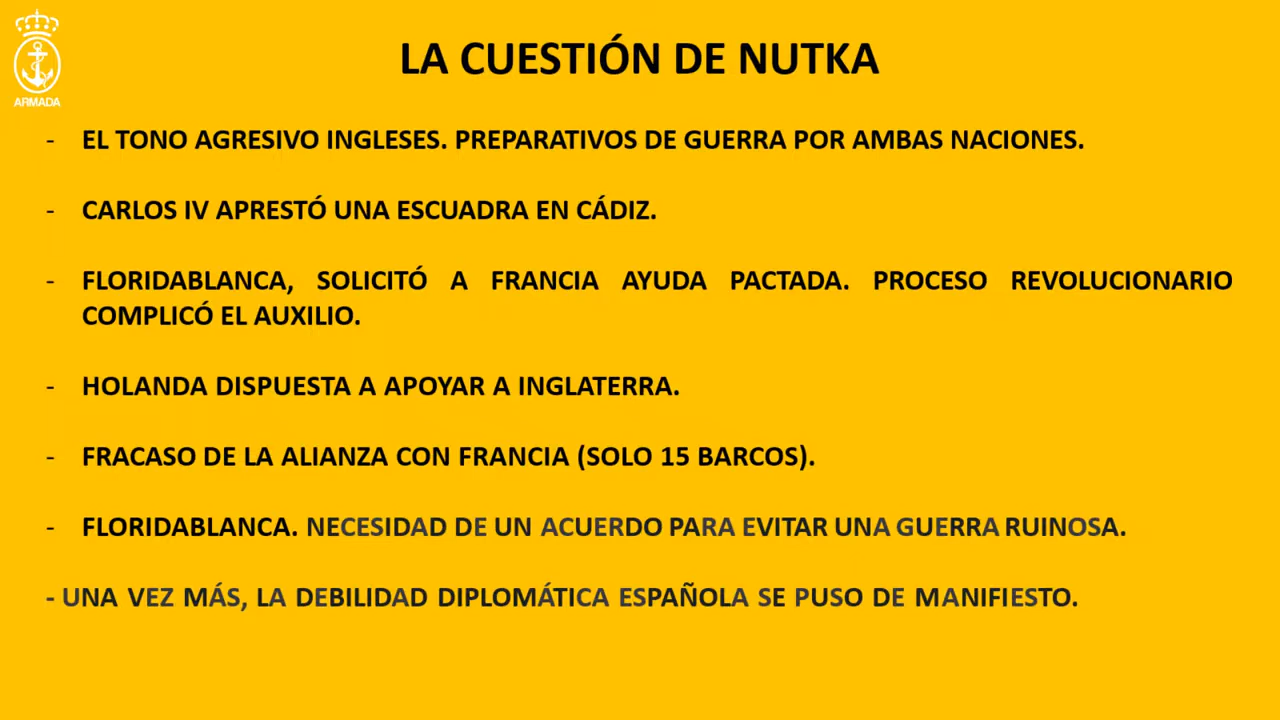 ARMADA
LA CUESTIÓN DE NUTKA
- EL TONO AGRESIVO INGLESES. PREPARATIVOS DE GUERRA POR AMBAS NACIONES.
- CARLOS IV APRESTÓ UNA ESCUADRA EN CÁDIZ.
- FLORIDABLANCA, SOLICITÓ A FRANCIA AYUDA PACTADA. PROCESO REVOLUCIONARIO
COMPLICÓ EL AUXILIO.
- HOLANDA DISPUESTA A APOYAR A INGLATERRA.
- FRACASO DE LA ALIANZA CON FRANCIA (SOLO 15 BARCOS).
- FLORIDABLANCA. NECESIDAD DE UN ACUERDO PARA EVITAR UNA GUERRA RUINOSA.
- UNA VEZ MÁS, LA DEBILIDAD DIPLOMÁTICA ESPAÑOLA SE PUSO DE MANIFIESTO.